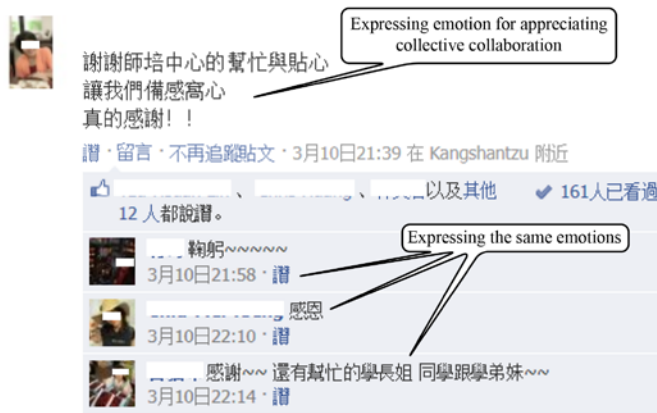 Expressing emotion for appreciating
collective collaboration
謝謝師培中心的幫忙與貼心
讓我們備感窩心
真的感謝！！
讚 · 留言 · 不再追蹤貼文 · 3月10日21:39 在 Kangshantzu 附近
、 、 以及其他
161人已看過
12 人都說讚。
Expressing the same emotions
鞠躬~~~~~
3月10日21:58 · 讚
感恩
3月10日22:10 · 讚
感謝~~ 還有幫忙的學長姐 同學跟學弟妹~~
3月10日22:14 · 讚